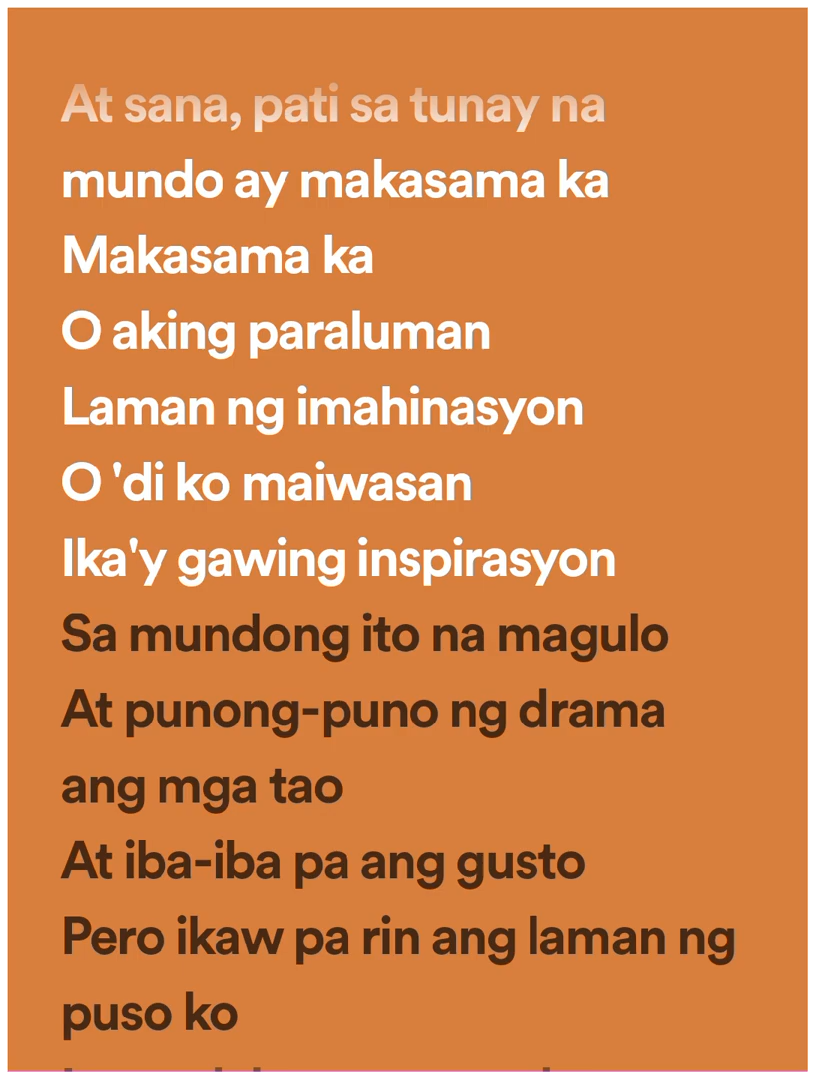 At sana, pati sa tunay na
mundo ay makasama ka
Makasama ka
O aking paraluman
Laman ng imahinasyon
O 'di ko maiwasan
Ika'y gawing inspirasyon
Sa mundong ito na magulo
At punong-puno ng drama
ang mga tao
At iba-iba pa ang gusto
Pero ikaw pa rin ang laman ng
puso ko